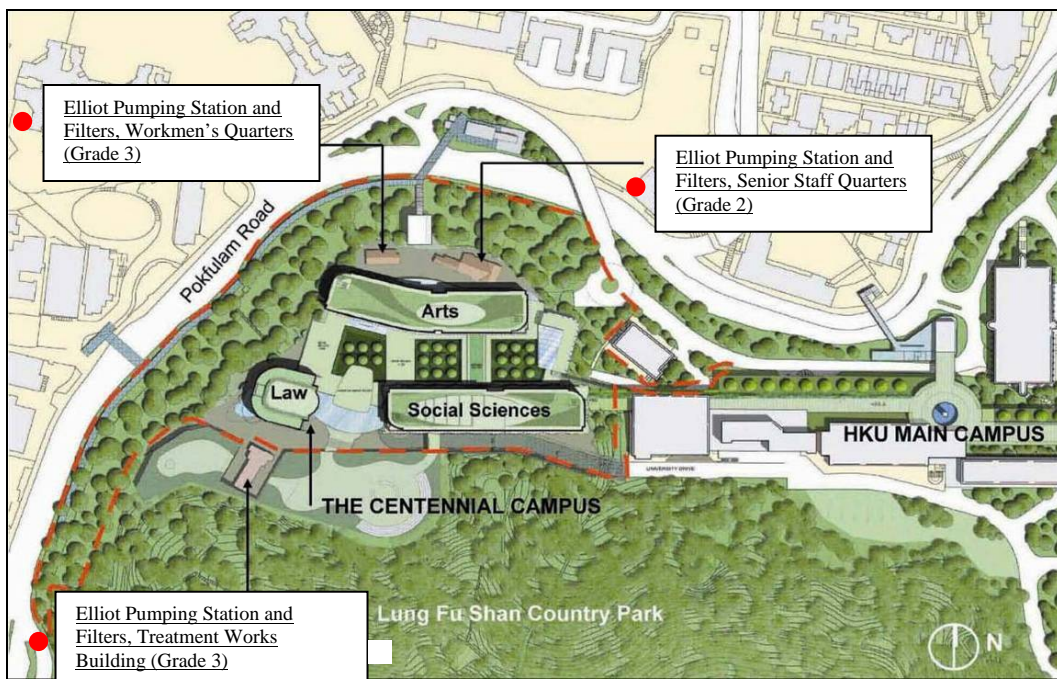 Elliot Pumping Station and
Filters, Workmen's Quarters
(Grade 3)
Elliot Pumping Station and
Filters, Senior Staff Quarters
(Grade 2)
Pokfulam Road
Arts
Law
Social Sciences
HKU MAIN CAMPUS
UNIVERSITY DRIVE
THE CENTENNIAL CAMPUS
Elliot Pumping Station and
Filters, Treatment Works
Building (Grade 3)
Lung Fu Shan Country Park
N